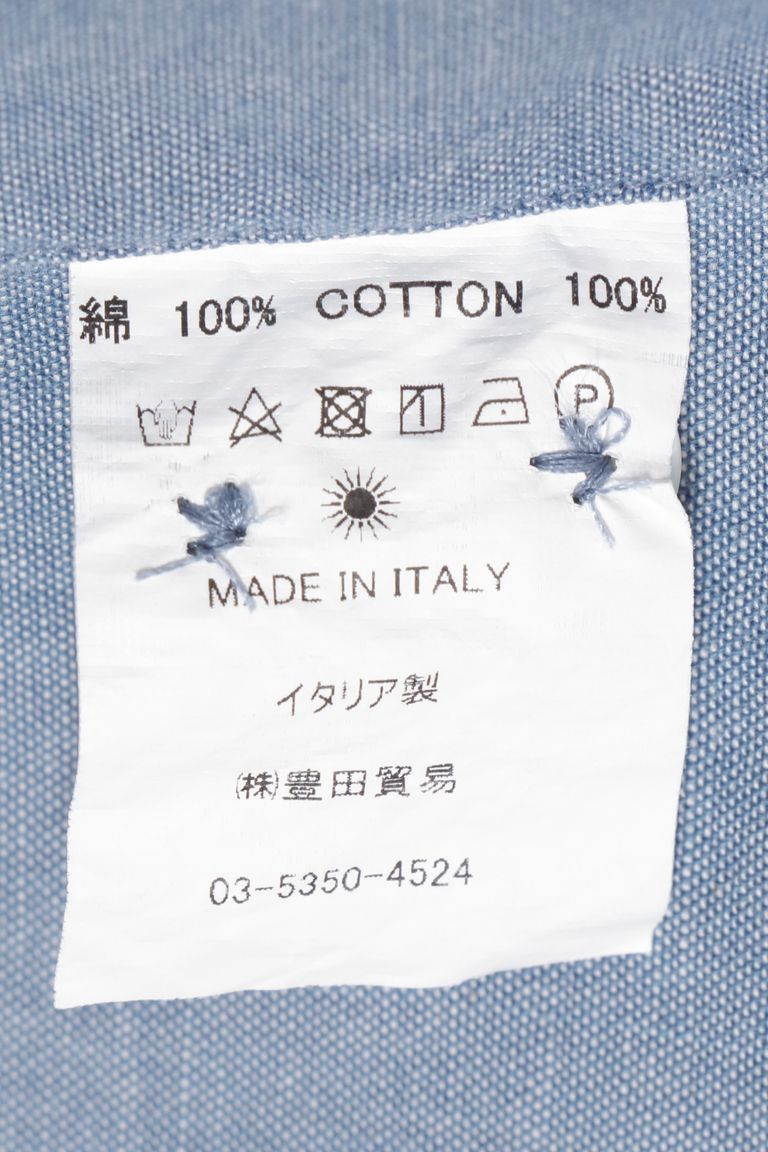 綿 100% COTTON 100%
P
MADE IN ITALY
イタリア製
㈱豊田貿易
03-5350-4524